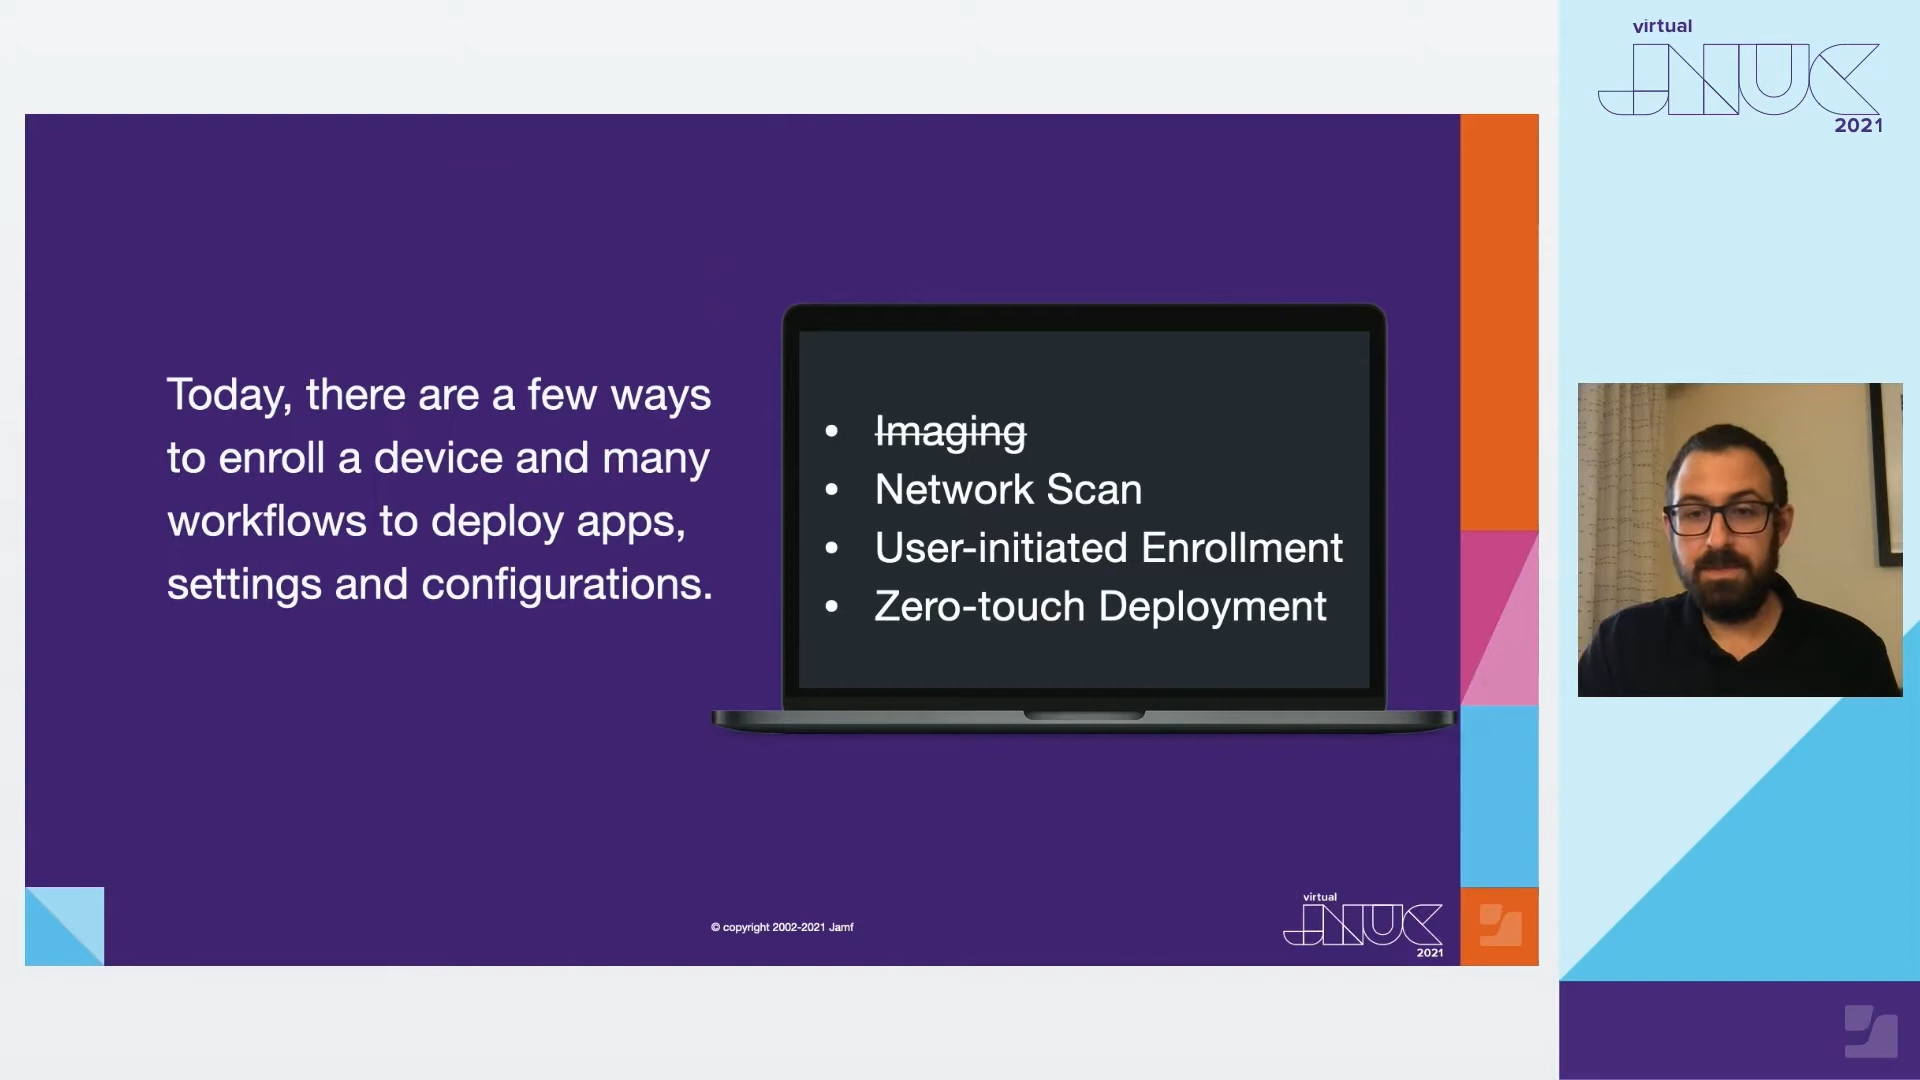 virtual
JNUC
2021
Today, there are a few ways
to enroll a device and many
workflows to deploy apps,
settings and configurations.
• Imaging
• Network Scan
• User-initiated Enrollment
• Zero-touch Deployment
© copyright 2002-2021 Jamf
virtual
JNUC
2021